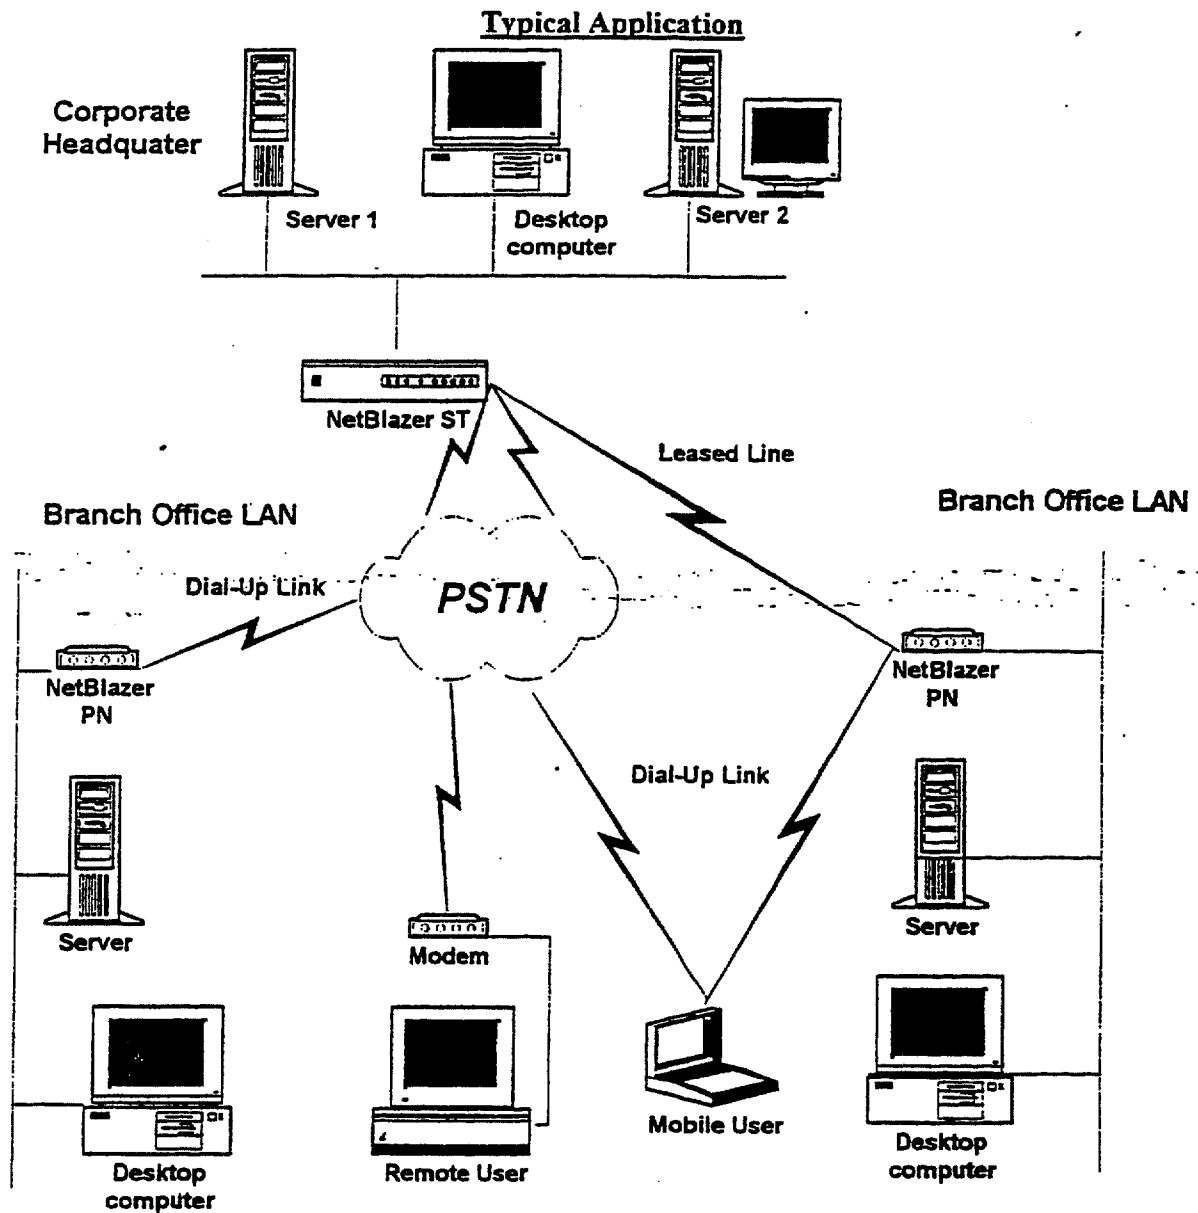 Typical Application
Corporate
Headquater
Server 1
Desktop
computer
Server 2
NetBlazer ST
Leased Line
Branch Office LAN
Branch Office LAN
Dial-Up Link
PSTN
NetBlazer
PN
NetBlazer
PN
Dial-Up Link
Server
Modem
Server
Desktop
computer
Remote User
Mobile User
Desktop
computer